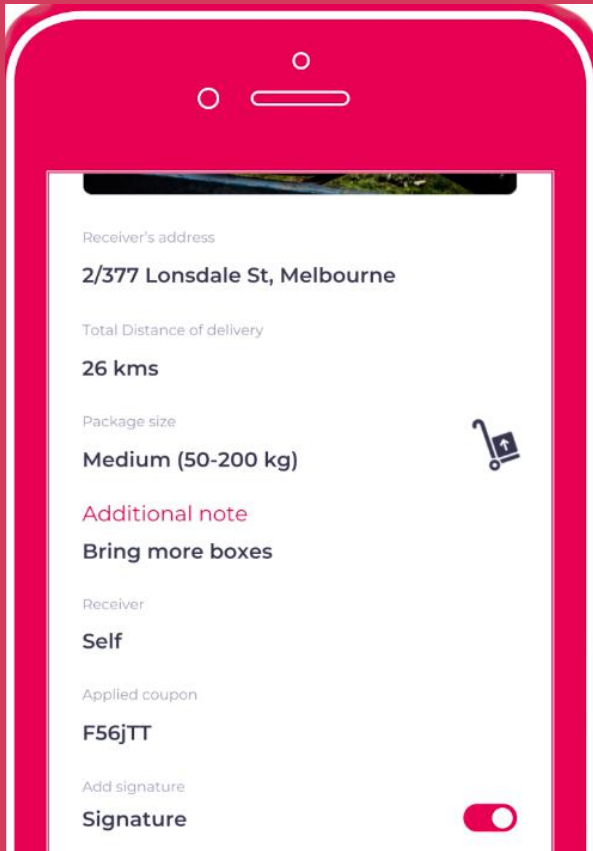 Receiver's address
2/377 Lonsdale St, Melbourne
Total Distance of delivery
26 kms
Package size
Medium (50-200 kg)
Additional note
Bring more boxes
Receiver
Self
Applied coupon
F56jTT
Add signature
Signature